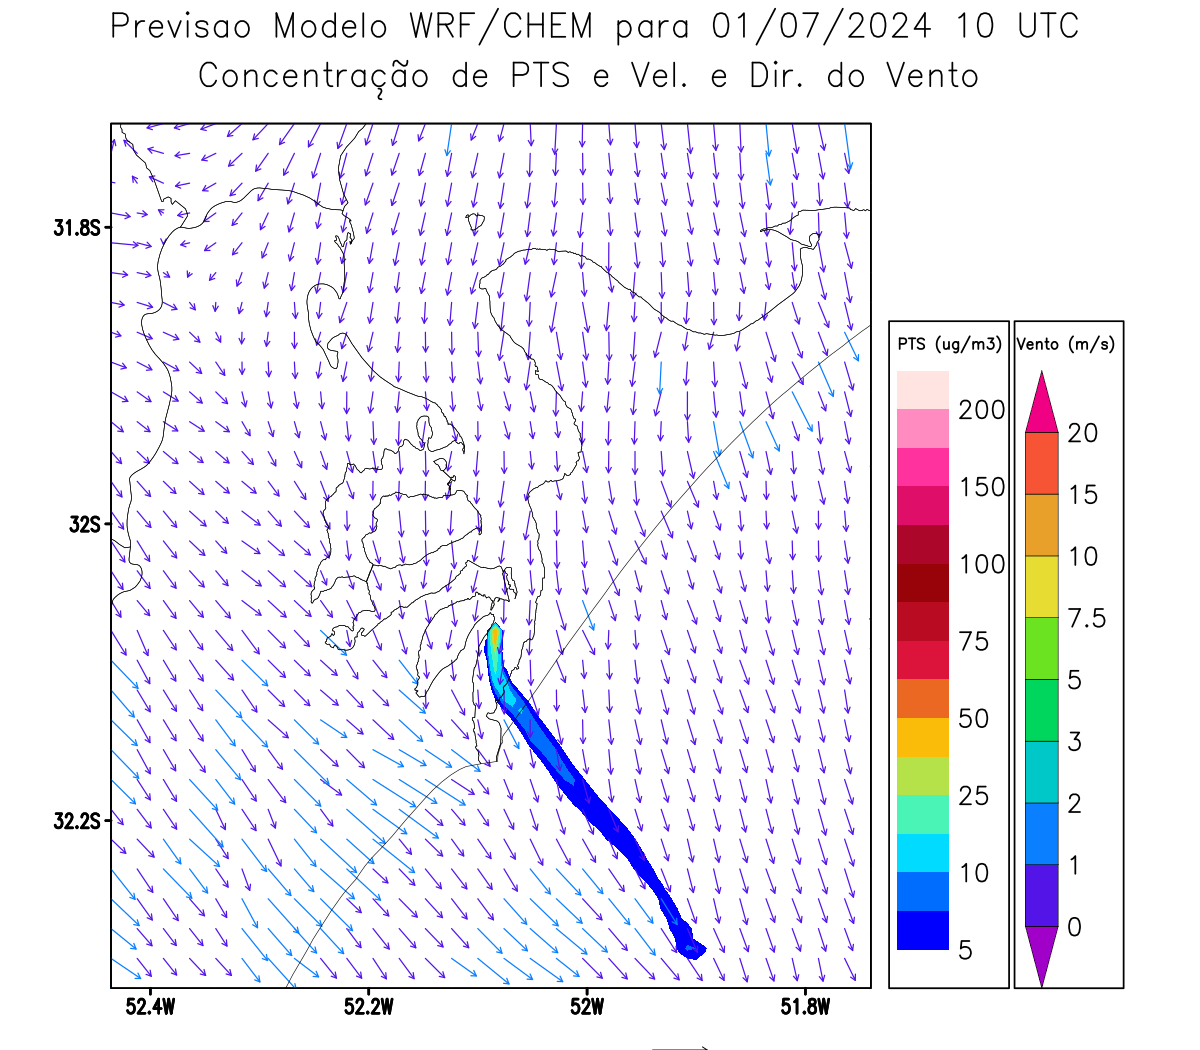 Previsao Modelo WRF/CHEM para 01/07/2024 10 UTC
Concentração de PTS e Vel. e Dir. do Vento
31.8S
32S
32.2S
52.4W
52.2W
52W
51.8W
PTS (ug/m3)
200
150
100
75
50
25
10
5
Vento (m/s)
20
15
10
7.5
5
3
2
1
0